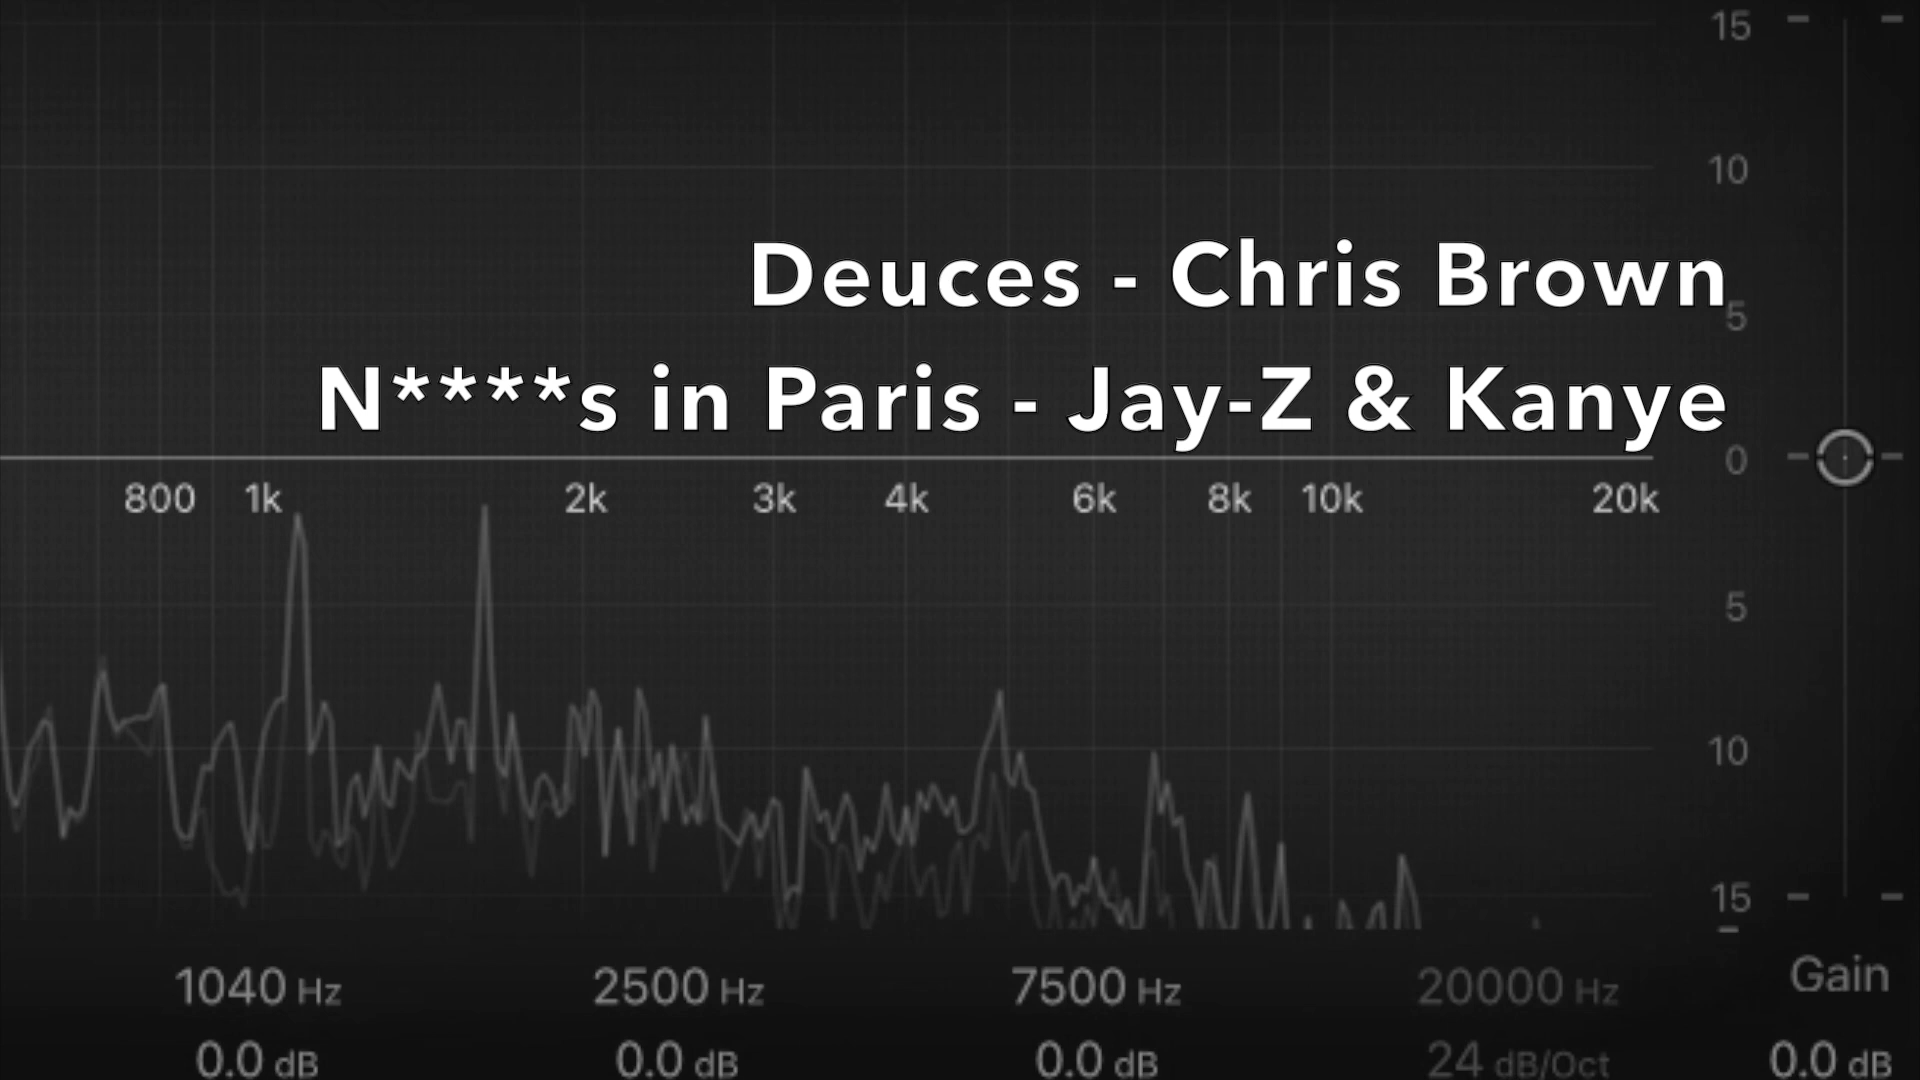 15
10
Deuces - Chris Brown
5
N****s in Paris - Jay-Z & Kanye
0
800 1k 2k 3k 4k 6k 8k 10k 20k
5
10
15
1040 Hz 2500 Hz 7500 Hz 20000 Hz Gain
0.0 dB 0.0 dB 0.0 dB 24 dB/Oct 0.0 dB